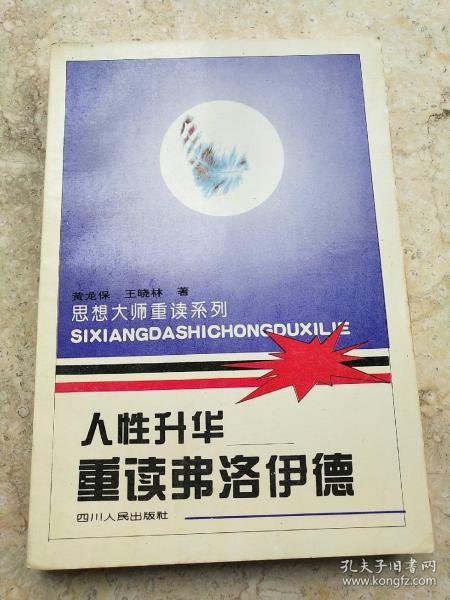 黄龙保 王晓林 著
思想大师重读系列
SIXIANGDASHICHONGDUXILIE
人性升华
重读弗洛伊德
四川人民出版社
孔夫子旧书网
www.kongfz.com